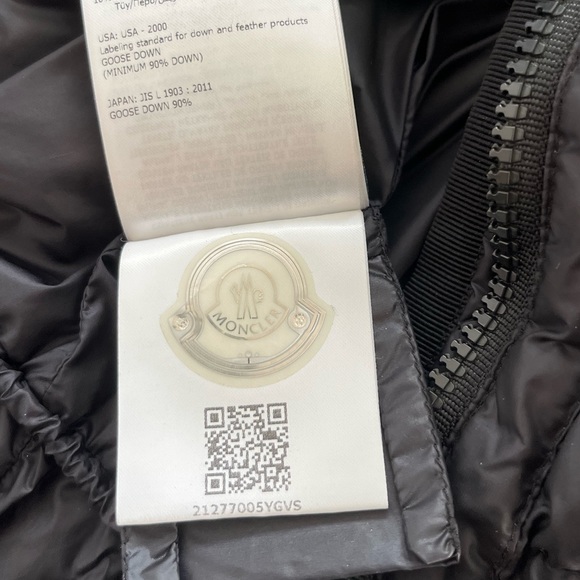 USA: USA - 2000
Labeling standard for down and feather products
GOOSE DOWN
(MINIMUM 90% DOWN)
JAPAN: JIS L 1903 : 2011
GOOSE DOWN 90%
MONCLER
21277005YGVS